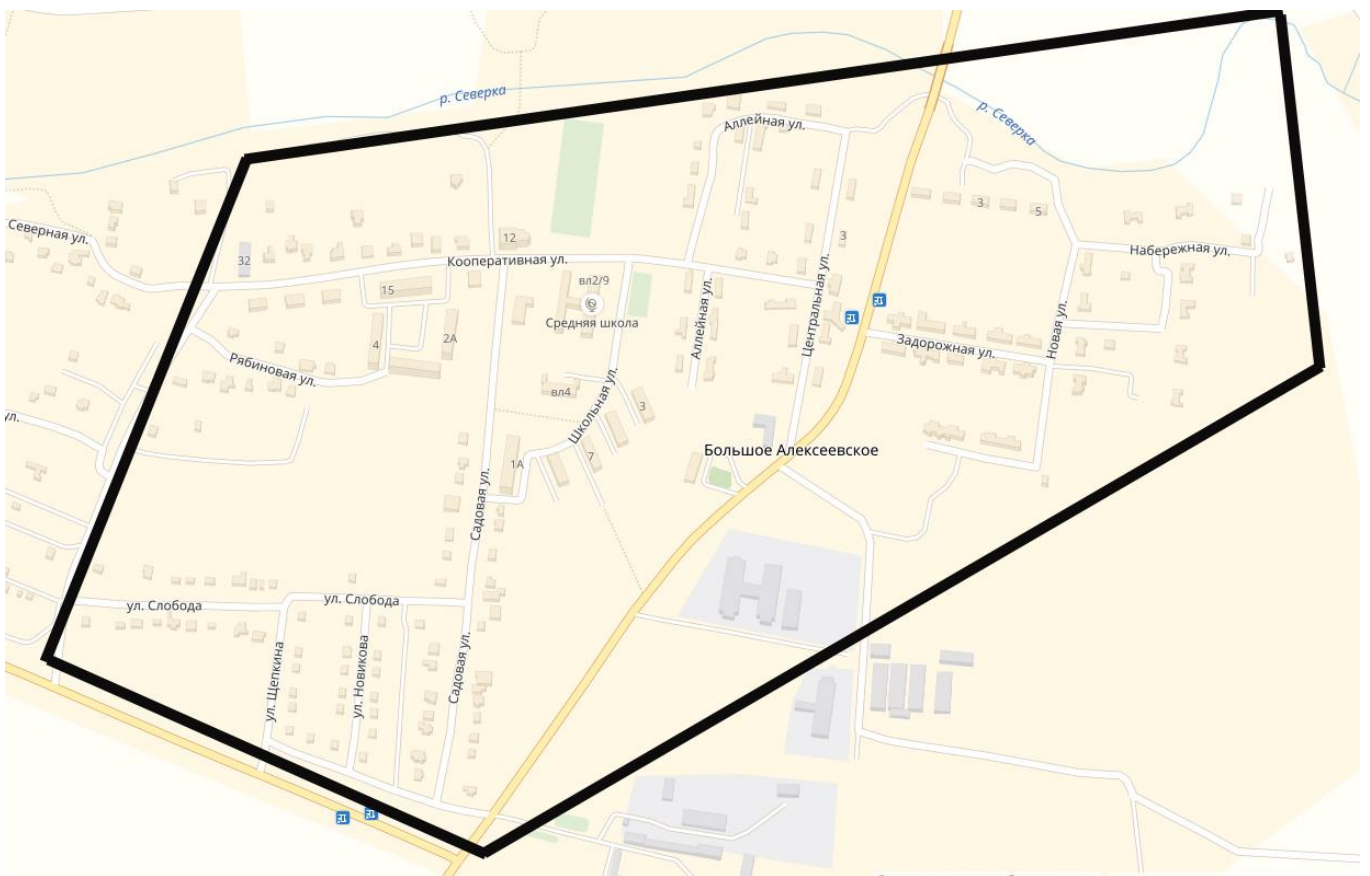 р. Северка
р. Северка
Аллейная ул.
3
5
3
Северная ул.
12
Набережная ул.
32
Кооперативная ул.
15
вл2/9
Средняя школа
Аллейная ул.
Центральная ул.
Новая ул.
2А
4
Задорожная ул.
Рябиновая ул.
вл4
3
ул.
Школьная ул.
Большое Алексеевское
7
1А
Садовая ул.
ул. Слобода
ул. Слобода
ул. Щепкина
ул. Новикова
Садовая ул.